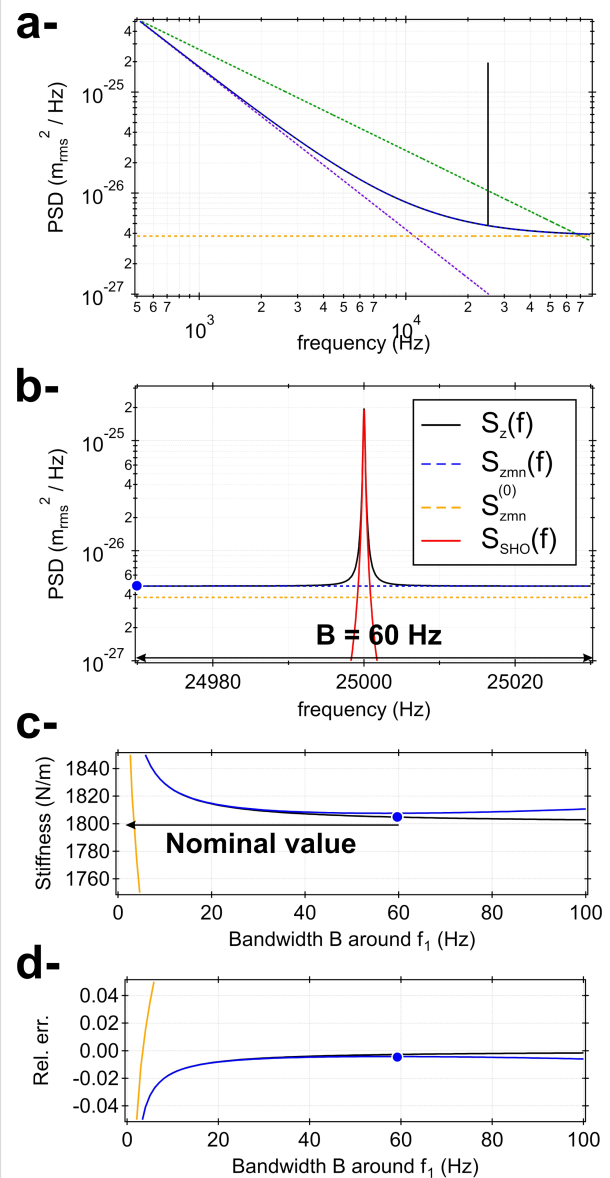 a-
PSD (m_rms^2 / Hz)
4
2
10^-25
4
2
10^-26
4
2
10^-27
5 6 7 10^3 2 3 4 5 6 7 10^4 2 3 4 5 6 7
frequency (Hz)
b-
PSD (m_rms^2 / Hz)
2
10^-25
6
4
2
10^-26
6
4
2
10^-27
S_z(f)
S_zmn(f)
S_zmn^(0)
S_SHO(f)
B = 60 Hz
24980 25000 25020
frequency (Hz)
c-
Stiffness (N/m)
1840
1820
1800
1780
1760
Nominal value
0 20 40 60 80 100
Bandwidth B around f_1 (Hz)
d-
Rel. err.
0.04
0.02
0.00
-0.02
-0.04
0 20 40 60 80 100
Bandwidth B around f_1 (Hz)